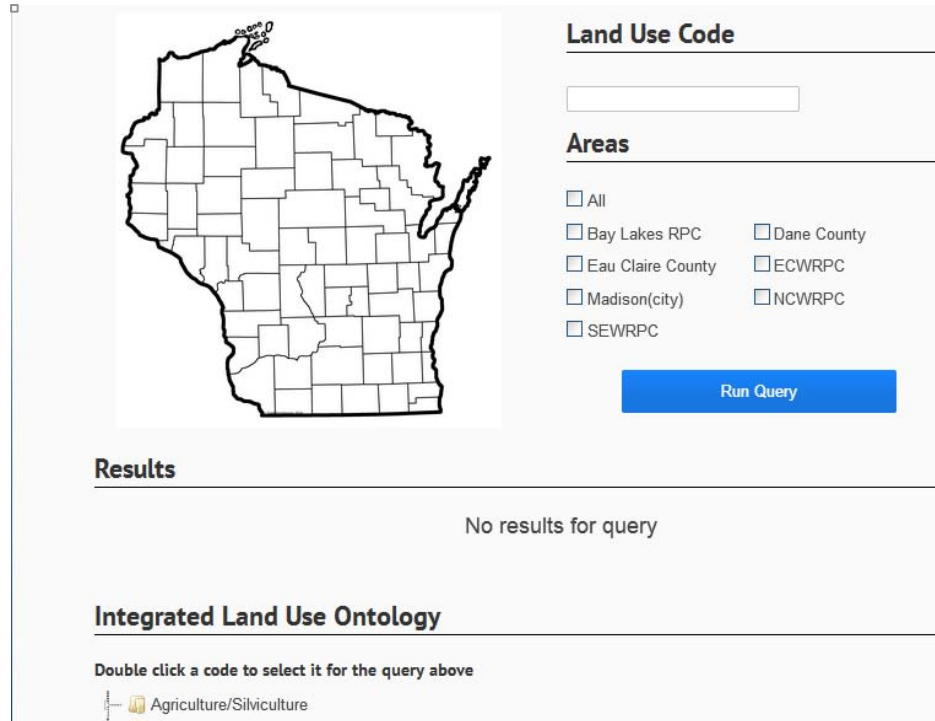 Land Use Code
Areas
All
Bay Lakes RPC Dane County
Eau Claire County ECWRPC
Madison(city) NCWRPC
SEWRPC
Run Query
Results
No results for query
Integrated Land Use Ontology
Double click a code to select it for the query above
Agriculture/Silviculture